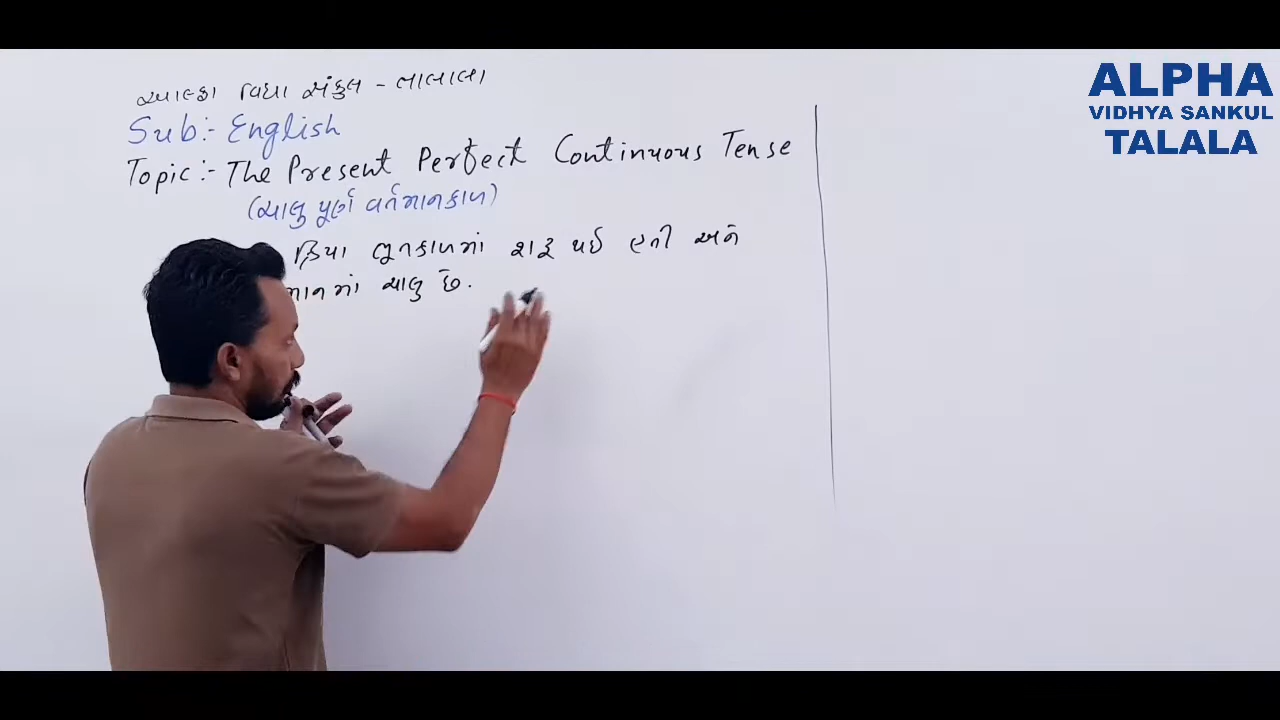 આલ્ફા વિદ્યા સંકુલ - તાલાલા
Sub:- English
Topic:- The Present Perfect Continuous Tense
(ચાલુ પૂર્ણ વર્તમાનકાળ)
ક્રિયા ભૂતકાળમાં શરૂ થઈ હતી અને
માનમાં ચાલુ છે.
ALPHA
VIDHYA SANKUL
TALALA